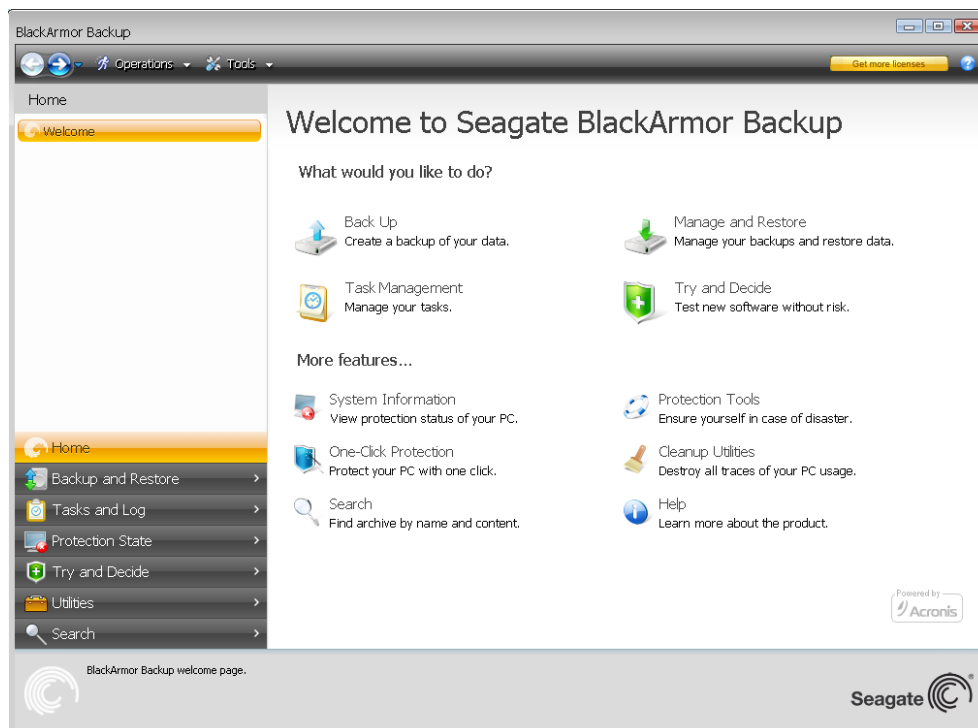 BlackArmor Backup
Operations
Tools
Get more licenses
?
Home
Welcome
Welcome to Seagate BlackArmor Backup
What would you like to do?
Back Up
Create a backup of your data.
Manage and Restore
Manage your backups and restore data.
Task Management
Manage your tasks.
Try and Decide
Test new software without risk.
More features...
System Information
View protection status of your PC.
Protection Tools
Ensure yourself in case of disaster.
One-Click Protection
Protect your PC with one click.
Cleanup Utilities
Destroy all traces of your PC usage.
Search
Find archive by name and content.
Help
Learn more about the product.
Home
Backup and Restore
Tasks and Log
Protection State
Try and Decide
Utilities
Search
Powered by
Acronis
BlackArmor Backup welcome page.
Seagate